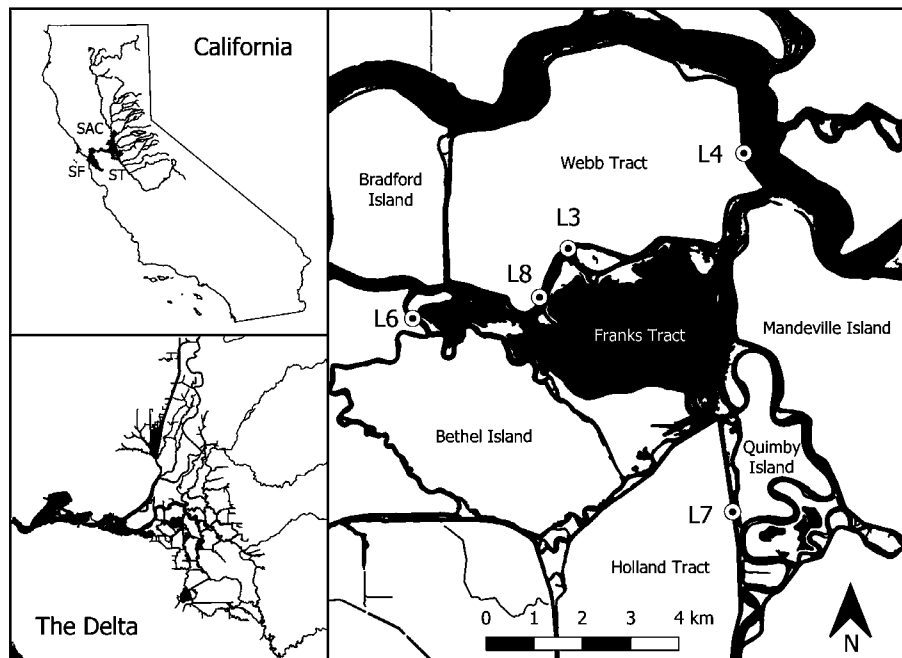 California
SAC
SF
ST
The Delta
Bradford
Island
Webb Tract
L4
L3
L8
L6
Franks Tract
Mandeville Island
Bethel Island
Quimby
Island
L7
Holland Tract
0 1 2 3 4 km
N